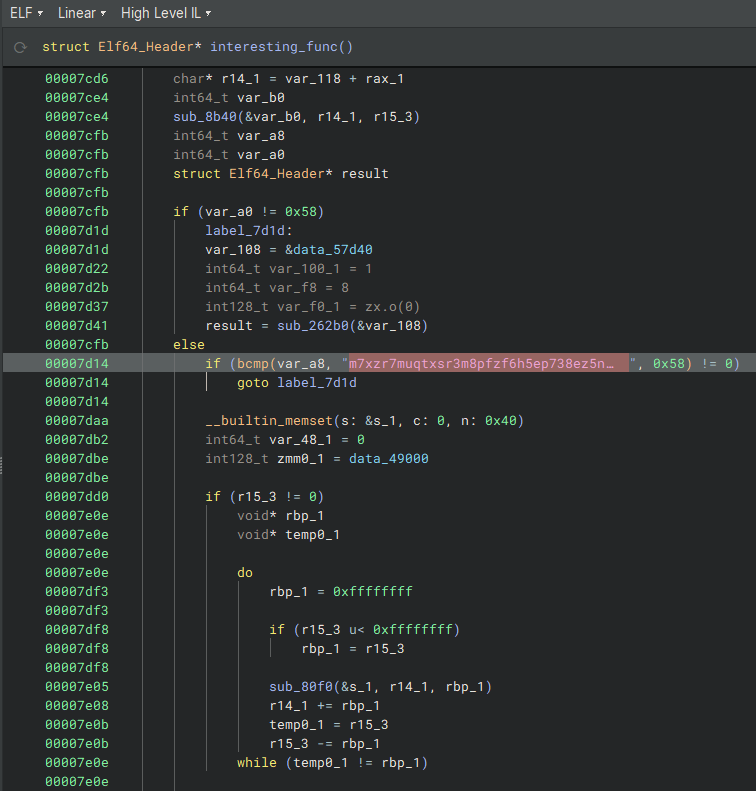 ELF Linear High Level IL
struct Elf64_Header* interesting_func()
00007cd6 char* r14_1 = var_118 + rax_1
00007ce4 int64_t var_b0
00007ce4 sub_8b40(&var_b0, r14_1, r15_3)
00007cfb int64_t var_a8
00007cfb int64_t var_a0
00007cfb struct Elf64_Header* result
00007cfb
00007cfb if (var_a0 != 0x58)
00007d1d label_7d1d:
00007d1d var_108 = &data_57d40
00007d22 int64_t var_100_1 = 1
00007d2b int64_t var_f8 = 8
00007d37 int128_t var_f0_1 = zx.o(0)
00007d41 result = sub_262b0(&var_108)
00007cfb else
00007d14 if (bcmp(var_a8, "m7xzr7muqtxsr3m8pfzf6h5ep738ez5n… ", 0x58) != 0)
00007d14 goto label_7d1d
00007d14
00007daa __builtin_memset(s: &s_1, c: 0, n: 0x40)
00007db2 int64_t var_48_1 = 0
00007dbe int128_t zmm0_1 = data_49000
00007dbe
00007dd0 if (r15_3 != 0)
00007e0e void* rbp_1
00007e0e void* temp0_1
00007e0e
00007e0e do
00007df3 rbp_1 = 0xffffffff
00007df3
00007df8 if (r15_3 u< 0xffffffff)
00007df8 rbp_1 = r15_3
00007df8
00007e05 sub_80f0(&s_1, r14_1, rbp_1)
00007e08 r14_1 += rbp_1
00007e0b temp0_1 = r15_3
00007e0b r15_3 -= rbp_1
00007e0e while (temp0_1 != rbp_1)
00007e0e